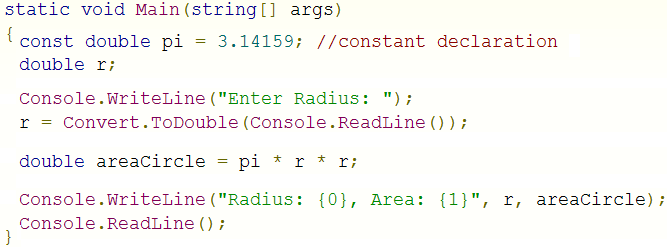 static void Main(string[] args)
{
const double pi = 3.14159; //constant declaration
double r;
Console.WriteLine("Enter Radius: ");
r = Convert.ToDouble(Console.ReadLine());
double areaCircle = pi * r * r;
Console.WriteLine("Radius: {0}, Area: {1}", r, areaCircle);
Console.ReadLine();
}